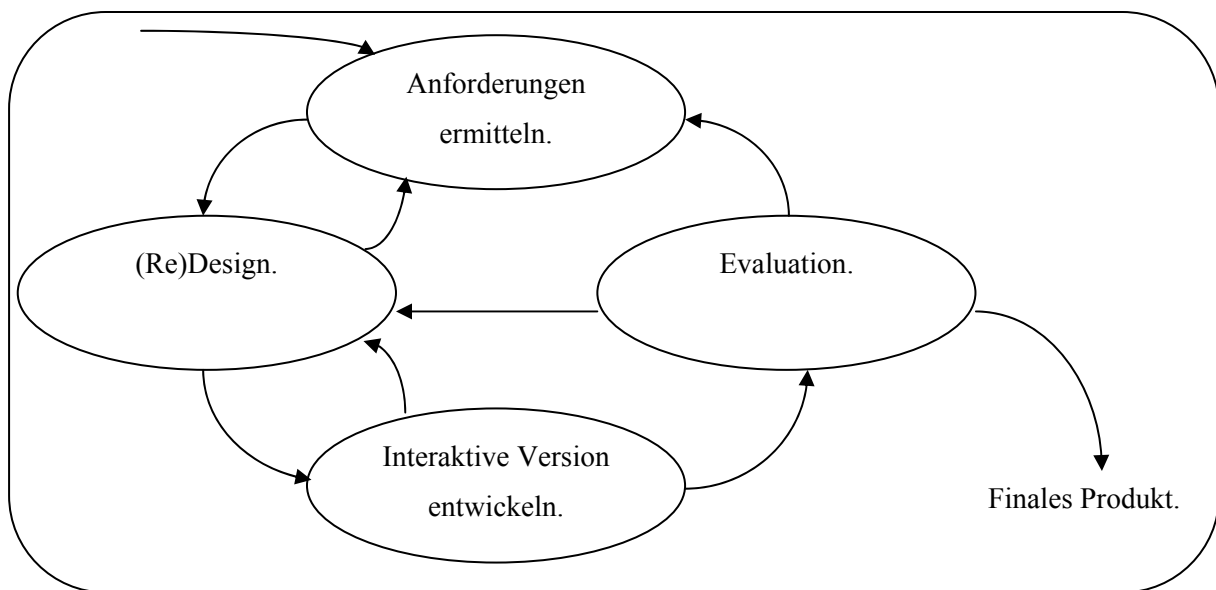 Anforderungen
ermitteln.
(Re)Design.
Evaluation.
Interaktive Version
entwickeln.
Finales Produkt.